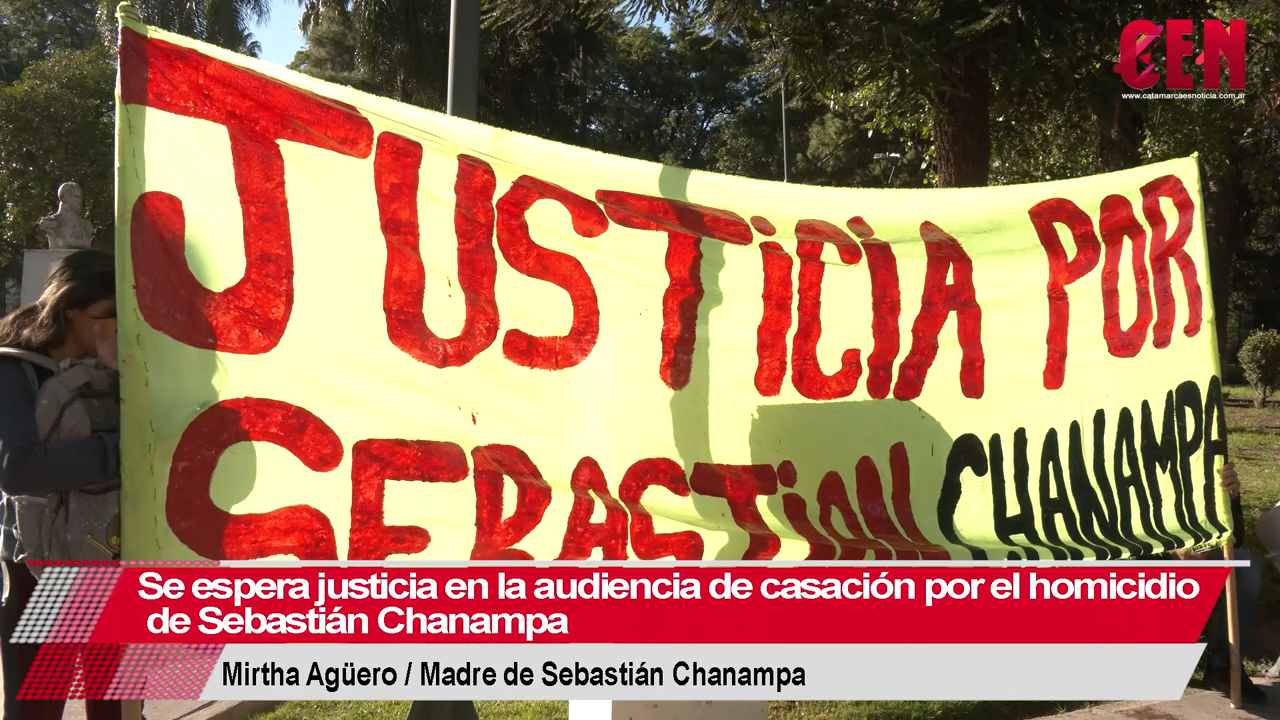 CEN
www.catamarcaesnoticia.com.ar
JUSTICIA POR
SEBASTIAN CHANAMPA
Se espera justicia en la audiencia de casación por el homicidio
de Sebastián Chanampa
Mirtha Agüero / Madre de Sebastián Chanampa